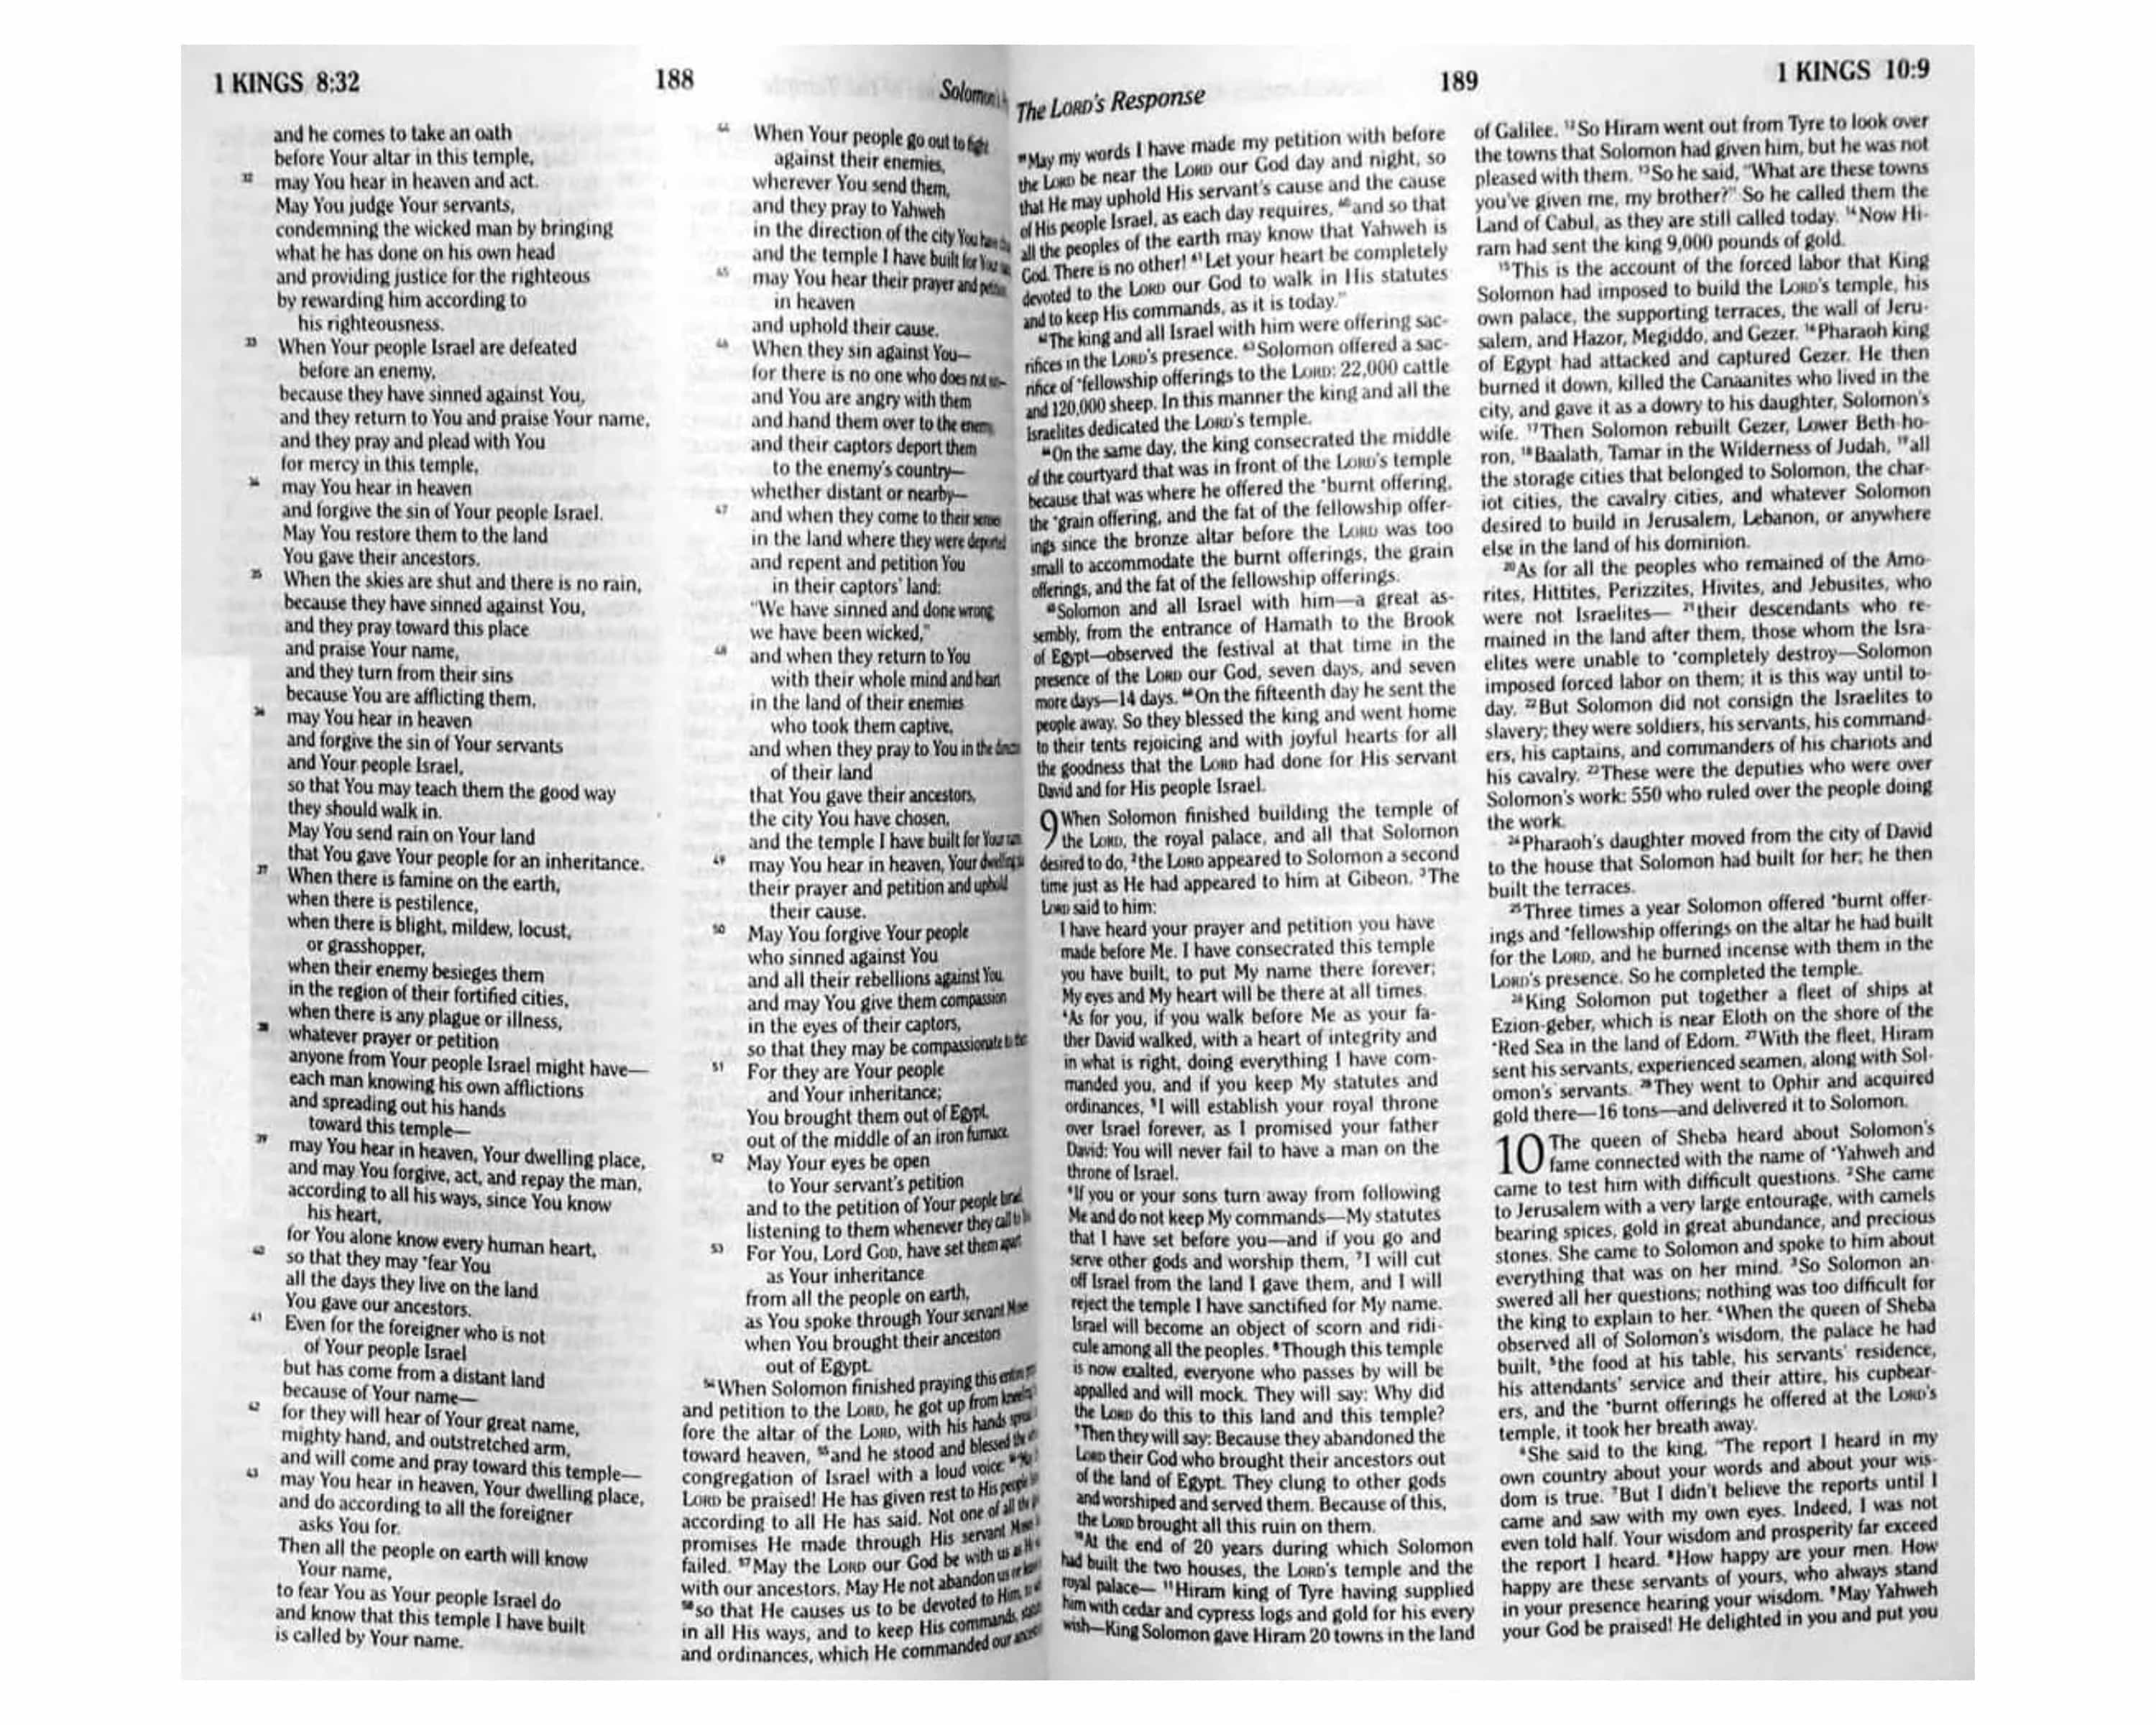 1 KINGS 8:32
188
and he comes to take an oath
before Your altar in this temple,
32 may You hear in heaven and act.
May You judge Your servants,
condemning the wicked man by bringing
what he has done on his own head
and providing justice for the righteous
by rewarding him according to
his righteousness.
33 When Your people Israel are defeated
before an enemy,
because they have sinned against You,
and they return to You and praise Your name,
and they pray and plead with You
for mercy in this temple,
34 may You hear in heaven
and forgive the sin of Your people Israel.
May You restore them to the land
You gave their ancestors.
35 When the skies are shut and there is no rain,
because they have sinned against You,
and they pray toward this place
and praise Your name,
and they turn from their sins
because You are afflicting them,
36 may You hear in heaven
and forgive the sin of Your servants
and Your people Israel,
so that You may teach them the good way
they should walk in.
May You send rain on Your land
that You gave Your people for an inheritance.
37 When there is famine on the earth,
when there is pestilence,
when there is blight, mildew, locust,
or grasshopper,
when their enemy besieges them
in the region of their fortified cities,
when there is any plague or illness,
38 whatever prayer or petition
anyone from Your people Israel might have—
each man knowing his own afflictions
and spreading out his hands
toward this temple—
39 may You hear in heaven, Your dwelling place,
and may You forgive, act, and repay the man,
according to all his ways, since You know
his heart,
for You alone know every human heart,
40 so that they may *fear You
all the days they live on the land
You gave our ancestors.
41 Even for the foreigner who is not
of Your people Israel
but has come from a distant land
because of Your name—
42 for they will hear of Your great name,
mighty hand, and outstretched arm,
and will come and pray toward this temple—
43 may You hear in heaven, Your dwelling place,
and do according to all the foreigner
asks You for.
Then all the people on earth will know
Your name,
to fear You as Your people Israel do
and know that this temple I have built
is called by Your name.
44 When Your people go out to fight
against their enemies,
wherever You send them,
and they pray to Yahweh
in the direction of the city You have
and the temple I have built for Your
45 may You hear their prayer and petition
in heaven
and uphold their cause.
46 When they sin against You—
for there is no one who does not
and You are angry with them
and hand them over to the enemy,
and their captors deport them
to the enemy's country—
whether distant or nearby—
47 and when they come to their senses
in the land where they were deported
and repent and petition You
in their captors' land:
"We have sinned and done wrong;
we have been wicked,"
48 and when they return to You
with their whole mind and heart
in the land of their enemies
who took them captive,
and when they pray to You in the direction
of their land
that You gave their ancestors,
the city You have chosen,
and the temple I have built for Your
49 may You hear in heaven, Your dwelling
their prayer and petition and uphold
their cause.
50 May You forgive Your people
who sinned against You
and all their rebellions against You,
and may You give them compassion
in the eyes of their captors,
so that they may be compassionate to
51 For they are Your people
and Your inheritance;
You brought them out of Egypt,
out of the middle of an iron furnace.
52 May Your eyes be open
to Your servant's petition
and to the petition of Your people Israel,
listening to them whenever they call to
53 For You, Lord GOD, have set them apart
as Your inheritance
from all the people on earth,
as You spoke through Your servant
when You brought their ancestors
out of Egypt.
54 When Solomon finished praying this entire
and petition to the LORD, he got up from
fore the altar of the LORD, with his hands
toward heaven, 55 and he stood and blessed the
congregation of Israel with a loud voice:
LORD be praised! He has given rest to His people
according to all He has said. Not one of all the
promises He made through His servant
failed. 57 May the LORD our God be with us as
with our ancestors. May He not abandon us or
58 so that He causes us to be devoted to Him,
in all His ways, and to keep His commands,
and ordinances, which He commanded our
The LORD'S Response
189
1 KINGS 10:9
59 May my words I have made my petition with before
the LORD be near the LORD our God day and night, so
that He may uphold His servant's cause and the cause
of His people Israel, as each day requires, 60 and so that
all the peoples of the earth may know that Yahweh is
God. There is no other! 61 Let your heart be completely
devoted to the LORD our God to walk in His statutes
and to keep His commands, as it is today."
62 The king and all Israel with him were offering sac-
rifices in the LORD's presence. 63 Solomon offered a sac-
rifice of *fellowship offerings to the LORD: 22,000 cattle
and 120,000 sheep. In this manner the king and all the
Israelites dedicated the LORD's temple.
64 On the same day, the king consecrated the middle
of the courtyard that was in front of the LORD's temple
because that was where he offered the *burnt offering,
the *grain offering, and the fat of the fellowship offer-
ings since the bronze altar before the LORD was too
small to accommodate the burnt offerings, the grain
offerings, and the fat of the fellowship offerings.
65 Solomon and all Israel with him—a great as-
sembly, from the entrance of Hamath to the Brook
of Egypt—observed the festival at that time in the
presence of the LORD our God, seven days, and seven
more days—14 days. 66 On the fifteenth day he sent the
people away. So they blessed the king and went home
to their tents rejoicing and with joyful hearts for all
the goodness that the LORD had done for His servant
David and for His people Israel.
9 When Solomon finished building the temple of
the LORD, the royal palace, and all that Solomon
desired to do, 2 the LORD appeared to Solomon a second
time just as He had appeared to him at Gibeon. 3 The
LORD said to him:
I have heard your prayer and petition you have
made before Me. I have consecrated this temple
you have built, to put My name there forever;
My eyes and My heart will be there at all times.
4 As for you, if you walk before Me as your fa-
ther David walked, with a heart of integrity and
in what is right, doing everything I have com-
manded you, and if you keep My statutes and
ordinances, 5 I will establish your royal throne
over Israel forever, as I promised your father
David: You will never fail to have a man on the
throne of Israel.
6 If you or your sons turn away from following
Me and do not keep My commands—My statutes
that I have set before you—and if you go and
serve other gods and worship them, 7 I will cut
off Israel from the land I gave them, and I will
reject the temple I have sanctified for My name.
Israel will become an object of scorn and ridi-
cule among all the peoples. 8 Though this temple
is now exalted, everyone who passes by will be
appalled and will mock. They will say: Why did
the LORD do this to this land and this temple?
9 Then they will say: Because they abandoned the
LORD their God who brought their ancestors out
of the land of Egypt. They clung to other gods
and worshiped and served them. Because of this,
the LORD brought all this ruin on them.
10 At the end of 20 years during which Solomon
had built the two houses, the LORD's temple and the
royal palace— 11 Hiram king of Tyre having supplied
him with cedar and cypress logs and gold for his every
wish—King Solomon gave Hiram 20 towns in the land
of Galilee. 12 So Hiram went out from Tyre to look over
the towns that Solomon had given him, but he was not
pleased with them. 13 So he said, "What are these towns
you've given me, my brother?" So he called them the
Land of Cabul, as they are still called today. 14 Now Hi-
ram had sent the king 9,000 pounds of gold.
15 This is the account of the forced labor that King
Solomon had imposed to build the LORD's temple, his
own palace, the supporting terraces, the wall of Jeru-
salem, and Hazor, Megiddo, and Gezer. 16 Pharaoh king
of Egypt had attacked and captured Gezer. He then
burned it down, killed the Canaanites who lived in the
city, and gave it as a dowry to his daughter, Solomon's
wife. 17 Then Solomon rebuilt Gezer, Lower Beth-ho-
ron, 18 Baalath, Tamar in the Wilderness of Judah, 19 all
the storage cities that belonged to Solomon, the char-
iot cities, the cavalry cities, and whatever Solomon
desired to build in Jerusalem, Lebanon, or anywhere
else in the land of his dominion.
20 As for all the peoples who remained of the Amo-
rites, Hittites, Perizzites, Hivites, and Jebusites, who
were not Israelites— 21 their descendants who re-
mained in the land after them, those whom the Isra-
elites were unable to *completely destroy—Solomon
imposed forced labor on them; it is this way until to-
day. 22 But Solomon did not consign the Israelites to
slavery; they were soldiers, his servants, his command-
ers, his captains, and commanders of his chariots and
his cavalry. 23 These were the deputies who were over
Solomon's work: 550 who ruled over the people doing
the work.
24 Pharaoh's daughter moved from the city of David
to the house that Solomon had built for her; he then
built the terraces.
25 Three times a year Solomon offered *burnt offer-
ings and *fellowship offerings on the altar he had built
for the LORD, and he burned incense with them in the
LORD's presence. So he completed the temple.
26 King Solomon put together a fleet of ships at
Ezion-geber, which is near Eloth on the shore of the
*Red Sea in the land of Edom. 27 With the fleet, Hiram
sent his servants, experienced seamen, along with Sol-
omon's servants. 28 They went to Ophir and acquired
gold there—16 tons—and delivered it to Solomon.
10 The queen of Sheba heard about Solomon's
fame connected with the name of *Yahweh and
came to test him with difficult questions. 2 She came
to Jerusalem with a very large entourage, with camels
bearing spices, gold in great abundance, and precious
stones. She came to Solomon and spoke to him about
everything that was on her mind. 3 So Solomon an-
swered all her questions; nothing was too difficult for
the king to explain to her. 4 When the queen of Sheba
observed all of Solomon's wisdom, the palace he had
built, 5 the food at his table, his servants' residence,
his attendants' service and their attire, his cupbear-
ers, and the *burnt offerings he offered at the LORD's
temple, it took her breath away.
6 She said to the king, "The report I heard in my
own country about your words and about your wis-
dom is true. 7 But I didn't believe the reports until I
came and saw with my own eyes. Indeed, I was not
even told half. Your wisdom and prosperity far exceed
the report I heard. 8 How happy are your men. How
happy are these servants of yours, who always stand
in your presence hearing your wisdom. 9 May Yahweh
your God be praised! He delighted in you and put you